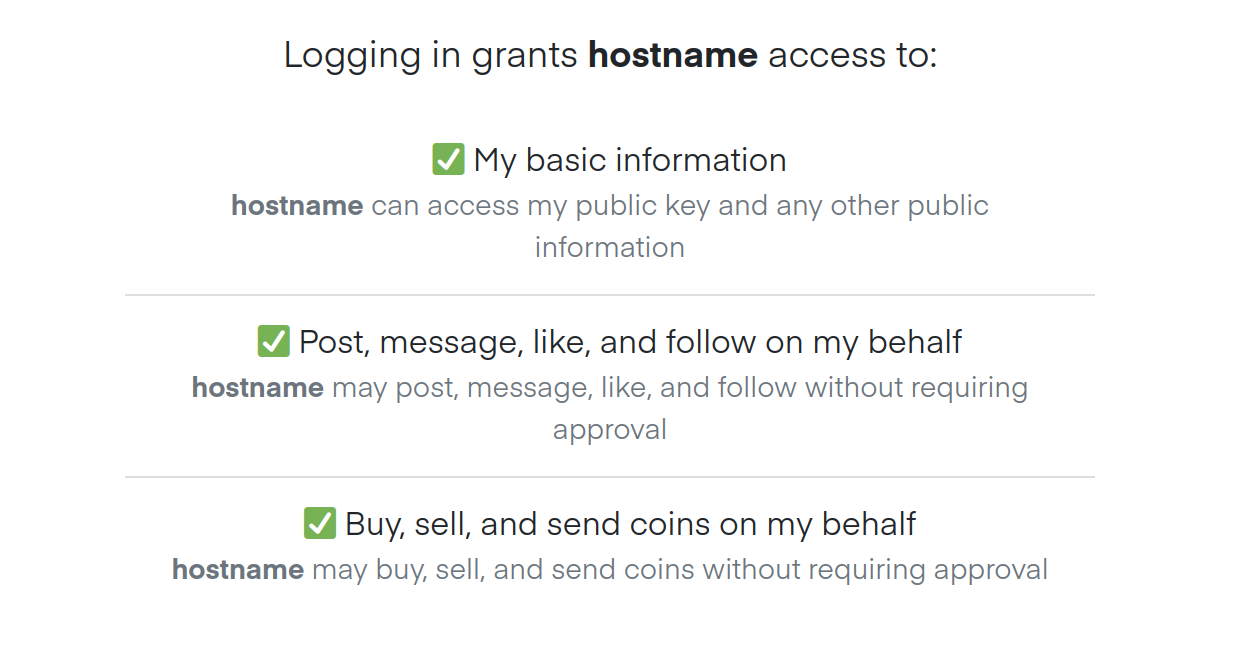 Logging in grants hostname access to:
✅ My basic information
hostname can access my public key and any other public
information
✅ Post, message, like, and follow on my behalf
hostname may post, message, like, and follow without requiring
approval
✅ Buy, sell, and send coins on my behalf
hostname may buy, sell, and send coins without requiring approval